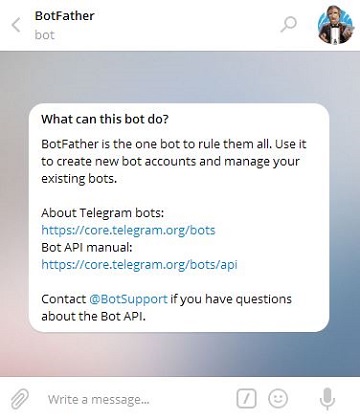 BotFather
bot
What can this bot do?
BotFather is the one bot to rule them all. Use it
to create new bot accounts and manage your
existing bots.
About Telegram bots:
https://core.telegram.org/bots
Bot API manual:
https://core.telegram.org/bots/api
Contact @BotSupport if you have questions
about the Bot API.
Write a message...